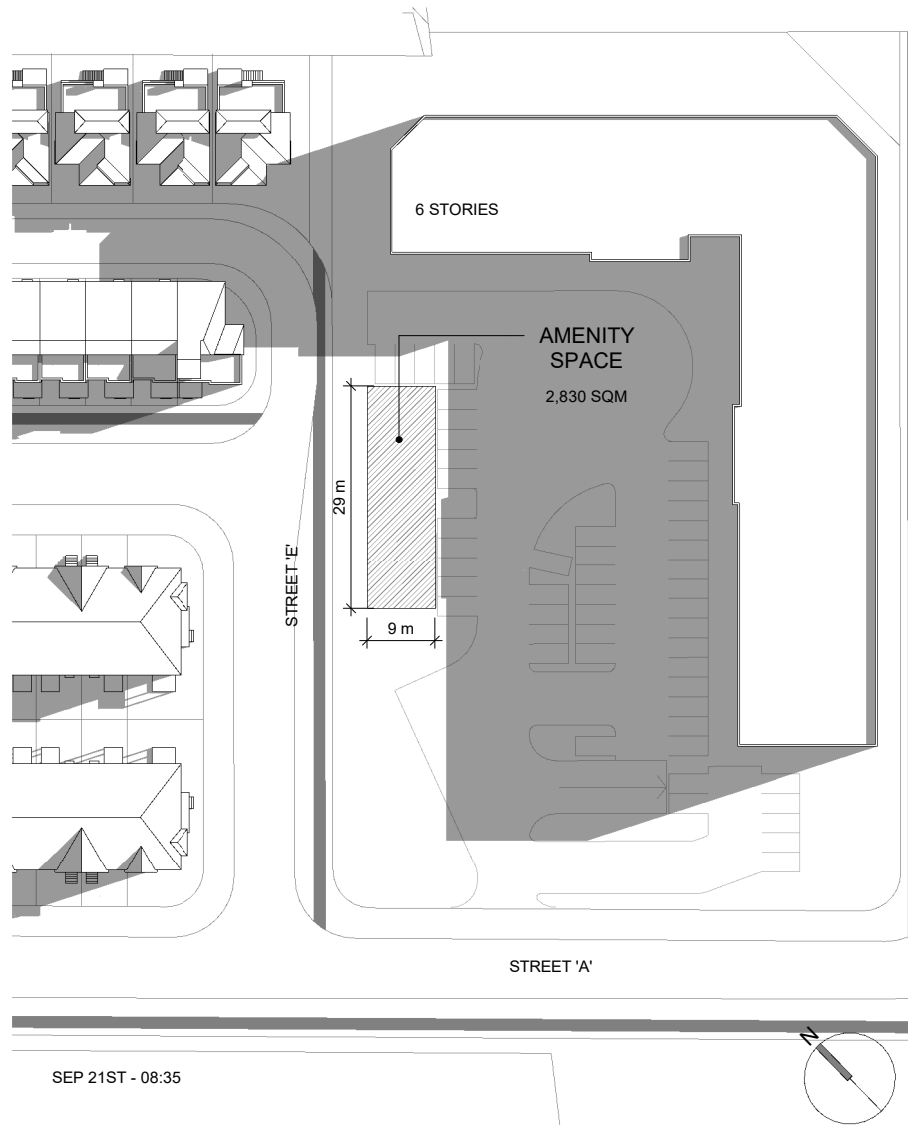 6 STORIES
AMENITY
SPACE
2,830 SQM
29 m
9 m
STREET 'E'
STREET 'A'
N
SEP 21ST - 08:35